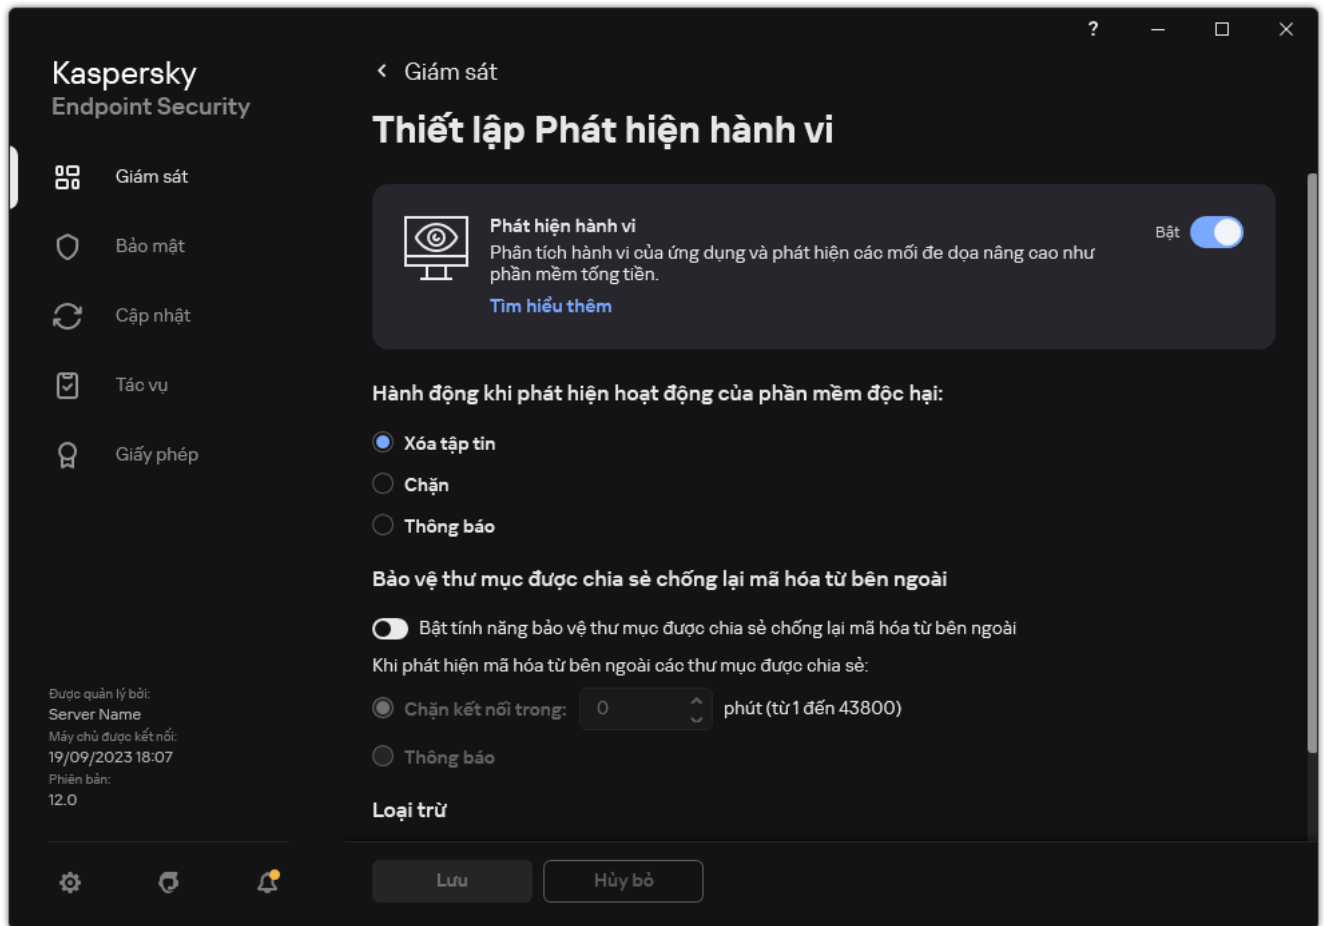 ?
Kaspersky
Endpoint Security
Giám sát
Bảo mật
Cập nhật
Tác vụ
Giấy phép
Được quản lý bởi:
Server Name
Máy chủ được kết nối:
19/09/2023 18:07
Phiên bản:
12.0
Giám sát
Thiết lập Phát hiện hành vi
Phát hiện hành vi
Phân tích hành vi của ứng dụng và phát hiện các mối đe dọa nâng cao như
phần mềm tống tiền.
Tìm hiểu thêm
Bật
Hành động khi phát hiện hoạt động của phần mềm độc hại:
Xóa tập tin
Chặn
Thông báo
Bảo vệ thư mục được chia sẻ chống lại mã hóa từ bên ngoài
Bật tính năng bảo vệ thư mục được chia sẻ chống lại mã hóa từ bên ngoài
Khi phát hiện mã hóa từ bên ngoài các thư mục được chia sẻ:
Chặn kết nối trong: 0 phút (từ 1 đến 43800)
Thông báo
Loại trừ
Lưu
Hủy bỏ